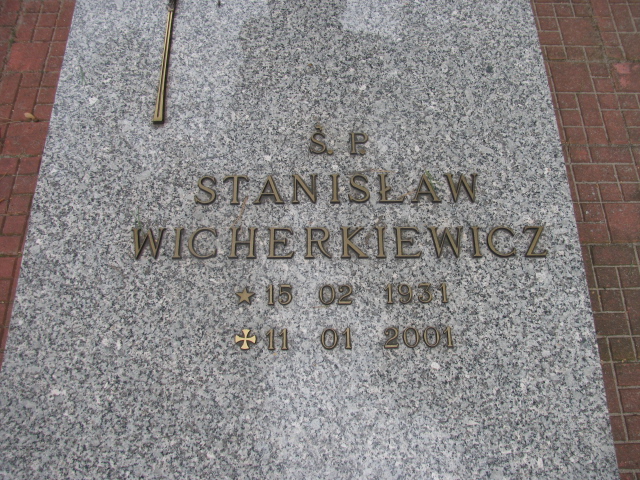 Ś. P.
STANISŁAW
WICHERKIEWICZ
15 02 1931
11 01 2001